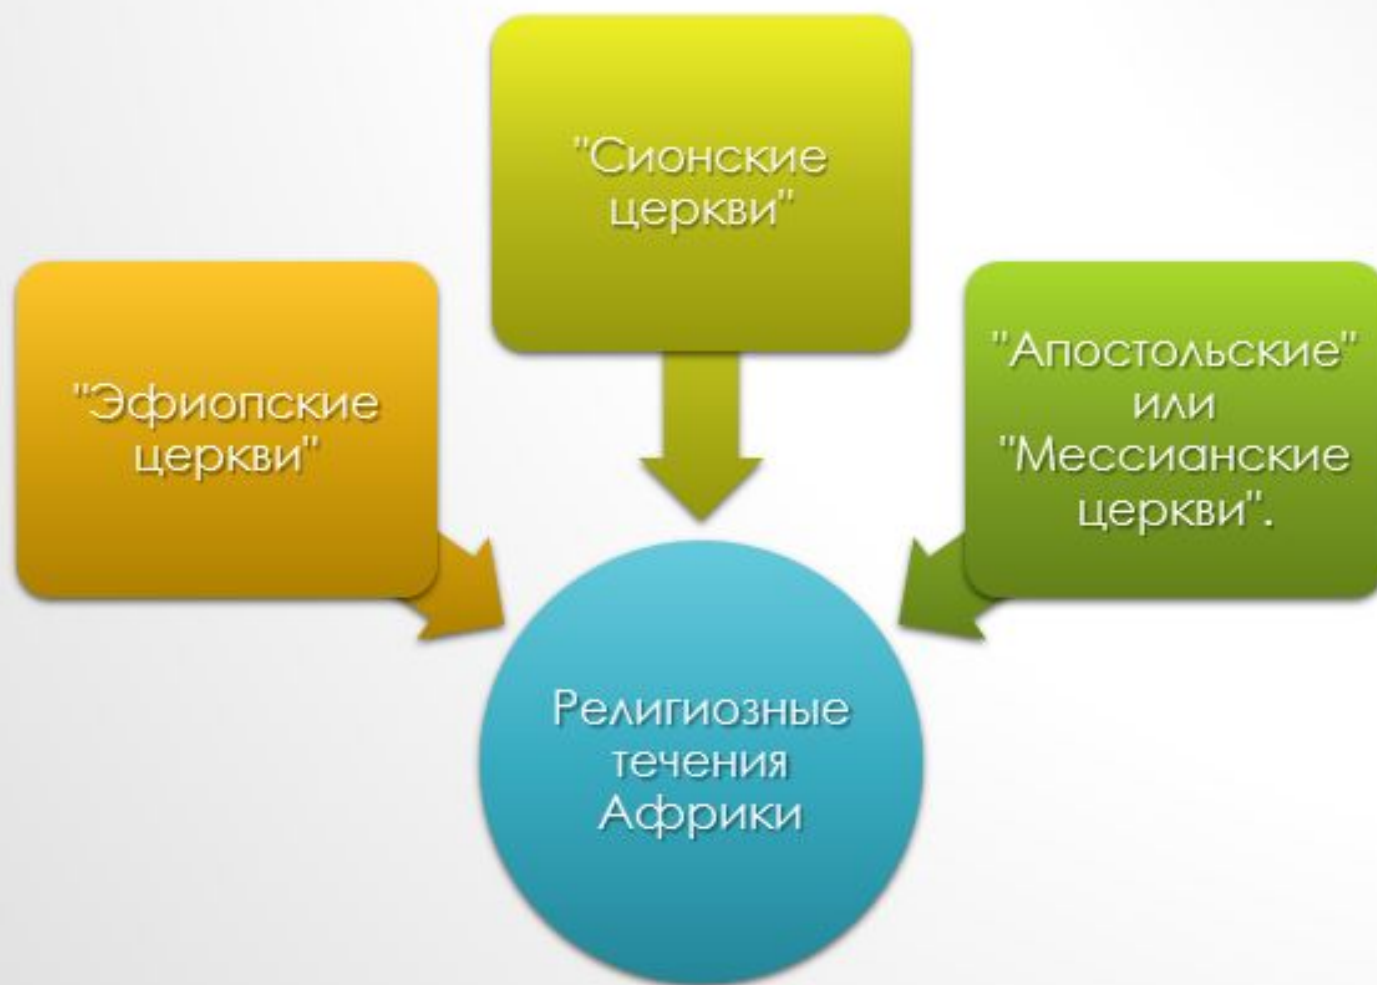 "Сионские
церкви"
"Эфиопские
церкви"
"Апостольские"
или
"Мессианские
церкви".
Религиозные
течения
Африки